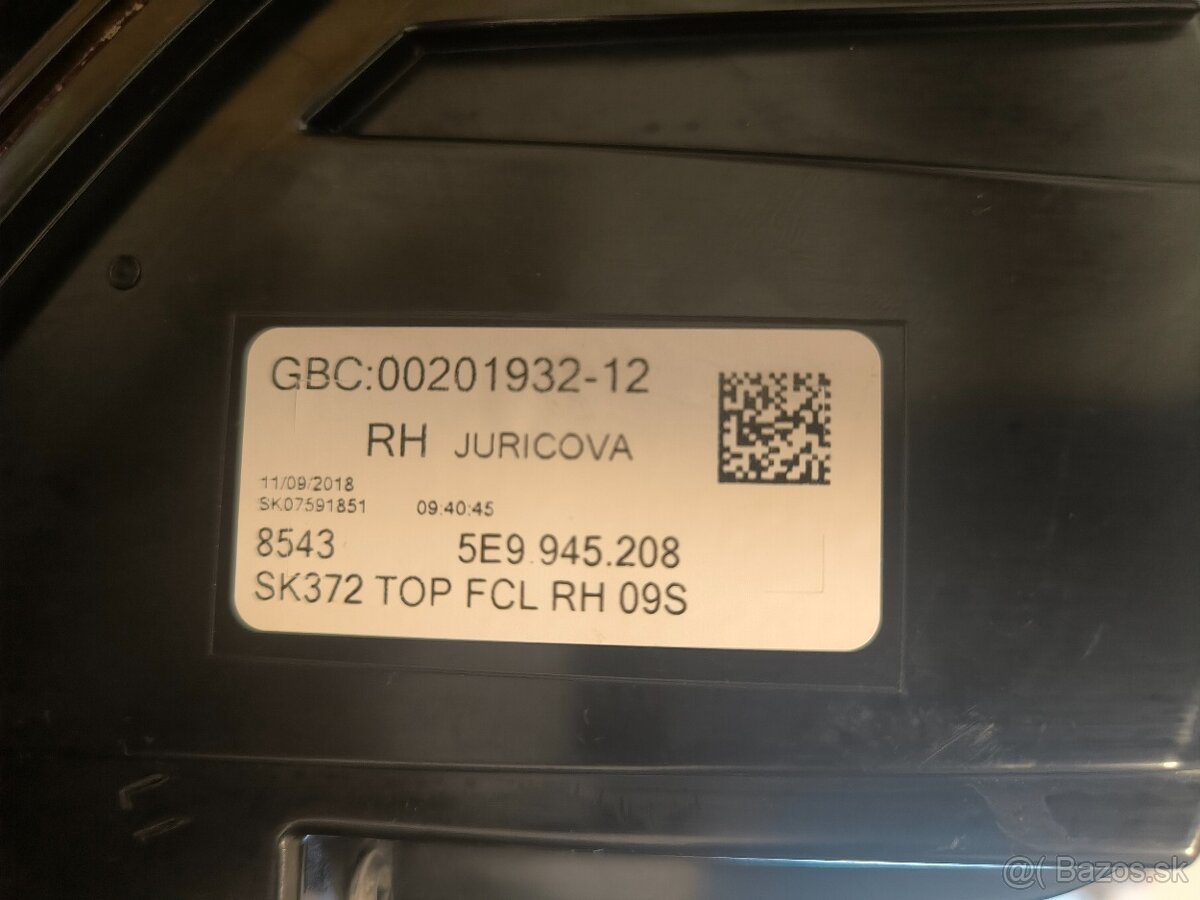 GBC:00201932-12
RH JURICOVA
11/09/2018
SK07591851 09:40:45
8543 5E9.945.208
SK372 TOP FCL RH 09S
@( Bazos.sk